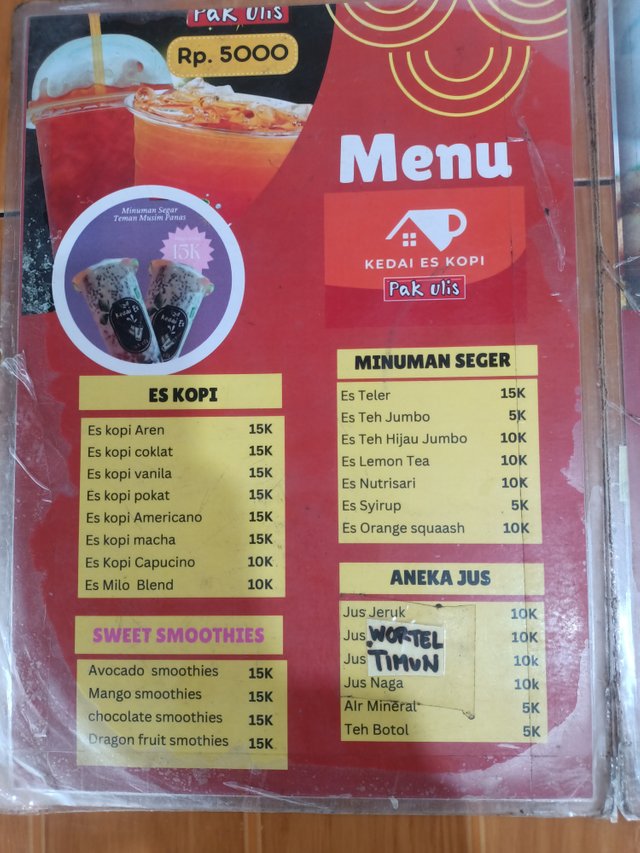 Pak Ulis
Rp. 5000
Menu
KEDAI ES KOPI
Pak Ulis
Minuman Segar
Teman Musim Panas
15K
Kedai Es
ES KOPI
Es kopi Aren 15K
Es kopi coklat 15K
Es kopi vanila 15K
Es kopi pokat 15K
Es kopi Americano 15K
Es kopi macha 15K
Es Kopi Capucino 10K
Es Milo Blend 10K
SWEET SMOOTHIES
Avocado smoothies 15K
Mango smoothies 15K
chocolate smoothies 15K
Dragon fruit smothies 15K
MINUMAN SEGER
Es Teler 15K
Es Teh Jumbo 5K
Es Teh Hijau Jumbo 10K
Es Lemon Tea 10K
Es Nutrisari 10K
Es Syirup 5K
Es Orange squaash 10K
ANEKA JUS
Jus Jeruk 10K
Jus WORTEL 10K
Jus TIMUN 10k
Jus Naga 10k
AIr Mineral 5K
Teh Botol 5K